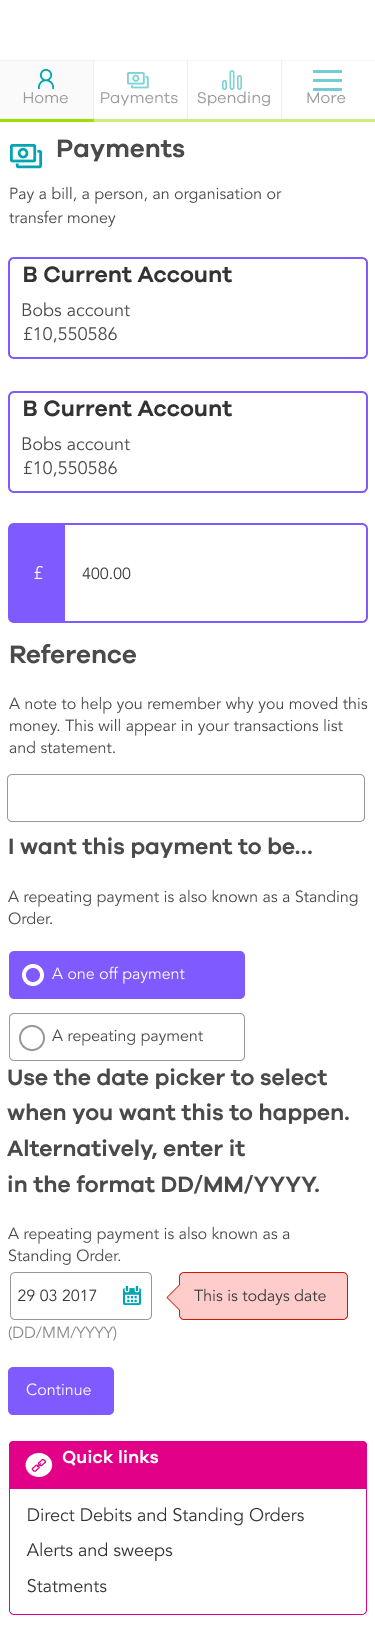 Home Payments Spending More
Payments
Pay a bill, a person, an organisation or
transfer money
B Current Account
Bobs account
£10,550586
B Current Account
Bobs account
£10,550586
£ 400.00
Reference
A note to help you remember why you moved this
money. This will appear in your transactions list
and statement.
I want this payment to be...
A repeating payment is also known as a Standing
Order.
A one off payment
A repeating payment
Use the date picker to select
when you want this to happen.
Alternatively, enter it
in the format DD/MM/YYYY.
A repeating payment is also known as a
Standing Order.
29 03 2017 This is todays date
(DD/MM/YYYY)
Continue
Quick links
Direct Debits and Standing Orders
Alerts and sweeps
Statments